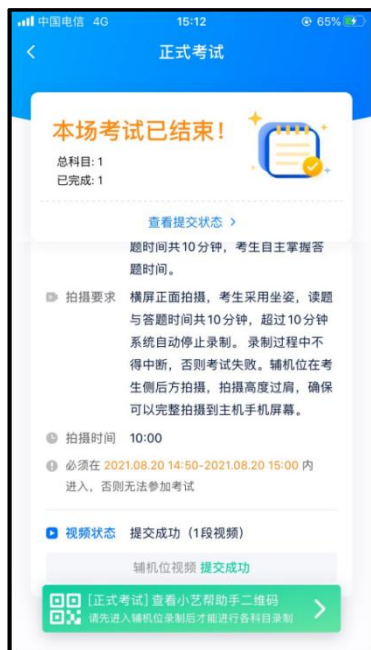 中国电信 4G 15:12 65%
正式考试
本场考试已结束！
总科目: 1
已完成: 1
查看提交状态 >
题时间共10分钟，考生自主掌握答
题时间。
拍摄要求 横屏正面拍摄，考生采用坐姿，读题
与答题时间共10分钟，超过10分钟
系统自动停止录制。 录制过程中不
得中断，否则考试失败。辅机位在考
生侧后方拍摄，拍摄高度过肩，确保
可以完整拍摄到主机手机屏幕。
拍摄时间 10:00
必须在 2021.08.20 14:50-2021.08.20 15:00 内
进入，否则无法参加考试
视频状态 提交成功（1段视频）
辅机位视频 提交成功
[正式考试] 查看小艺帮助手二维码
请先进入辅机位录制后才能进行各科目录制